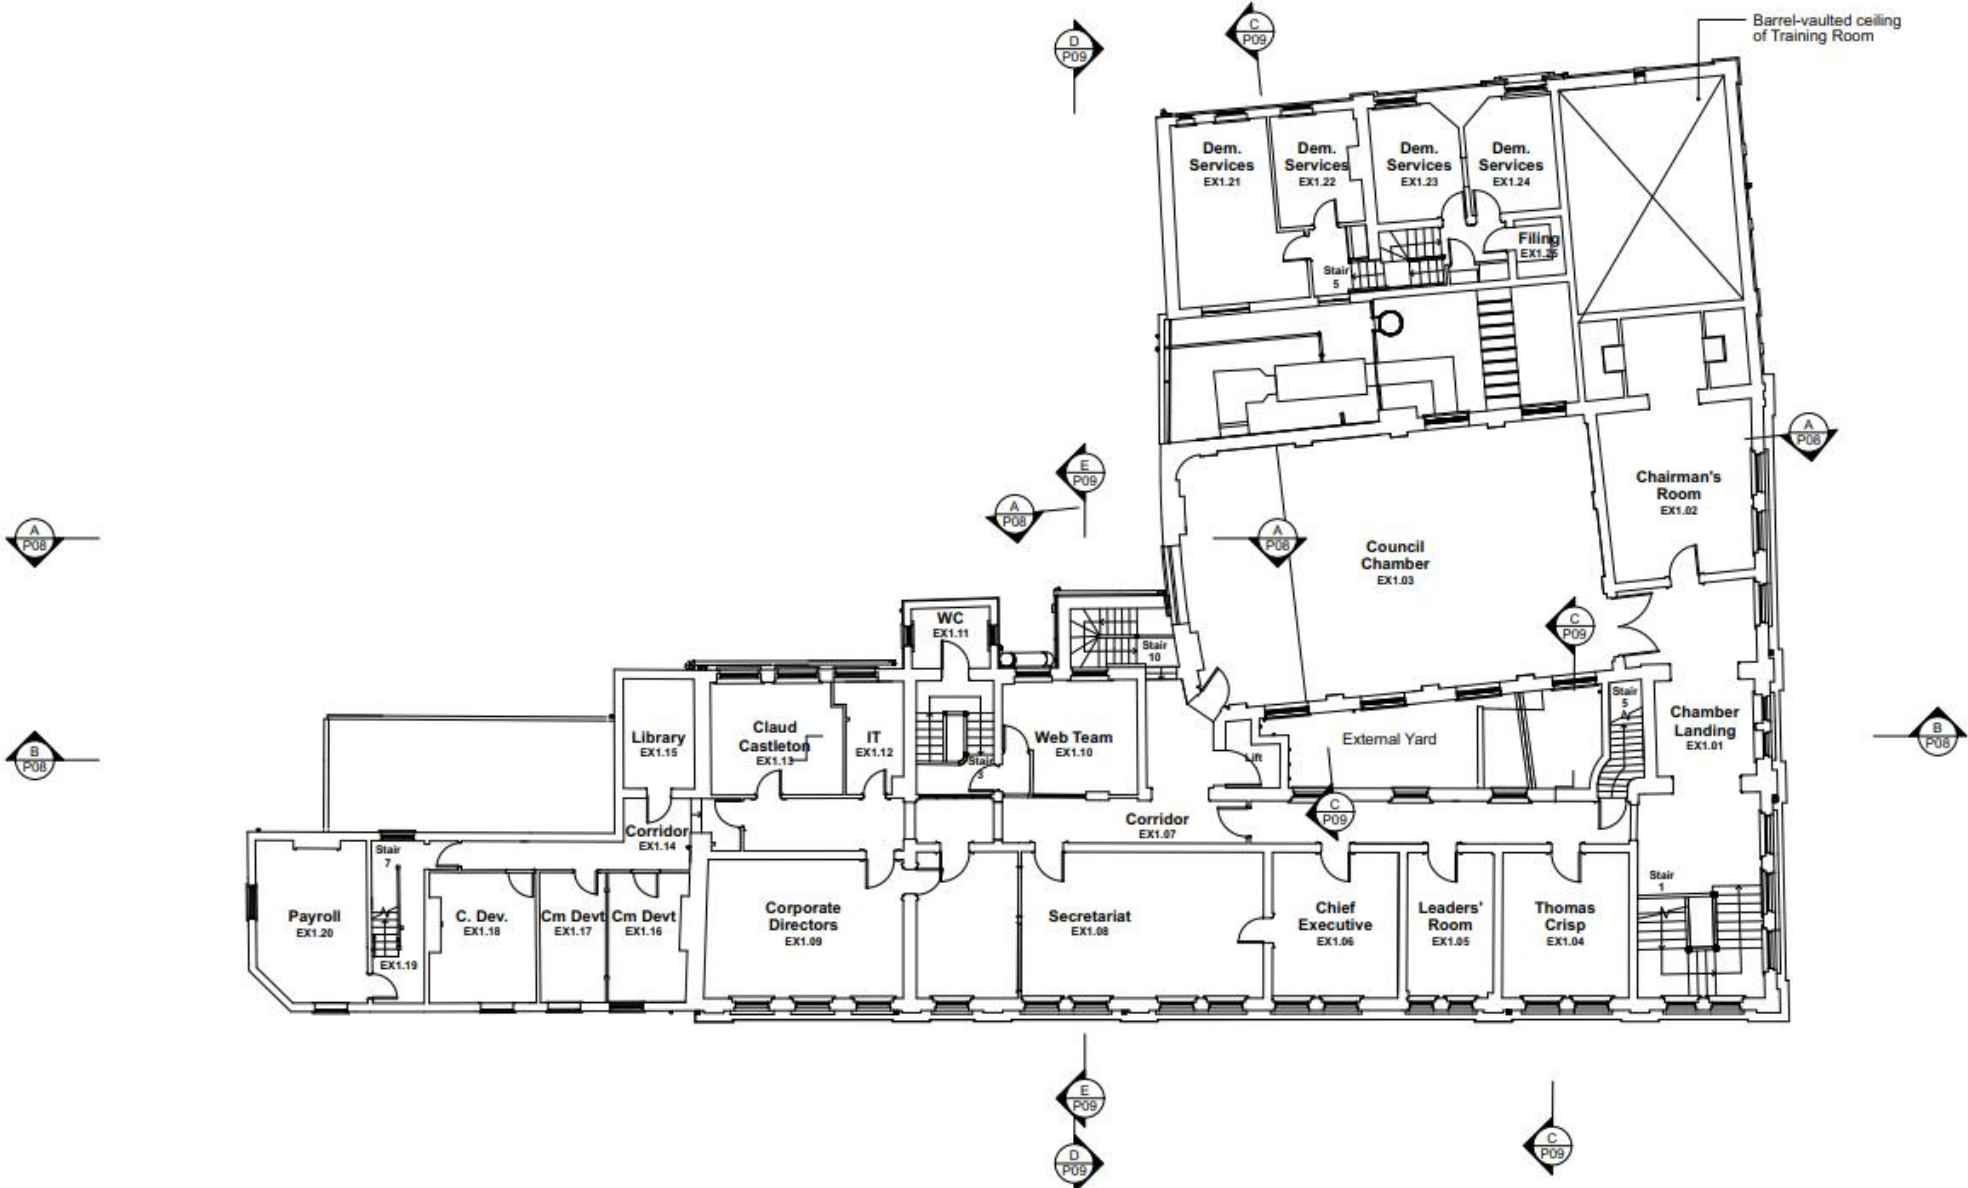 Barrel-vaulted ceiling
of Training Room
D
P09
C
P09
Dem.
Services
EX1.21
Dem.
Services
EX1.22
Dem.
Services
EX1.23
Dem.
Services
EX1.24
Filing
EX1.25
Stair
5
A
P08
Chairman's
Room
EX1.02
E
P09
A
P08
A
P08
A
P08
Council
Chamber
EX1.03
C
P09
WC
EX1.11
Stair
10
Stair
5
A
Library
EX1.15
Claud
Castleton
EX1.13
IT
EX1.12
Stair
3
Web Team
EX1.10
Lift
External Yard
Chamber
Landing
EX1.01
B
P08
B
P08
Corridor
EX1.14
Corridor
EX1.07
C
P09
Stair
7
Stair
1
Payroll
EX1.20
EX1.19
C. Dev.
EX1.18
Cm Devt
EX1.17
Cm Devt
EX1.16
Corporate
Directors
EX1.09
Secretariat
EX1.08
Chief
Executive
EX1.06
Leaders'
Room
EX1.05
Thomas
Crisp
EX1.04
E
P09
D
P09
C
P09